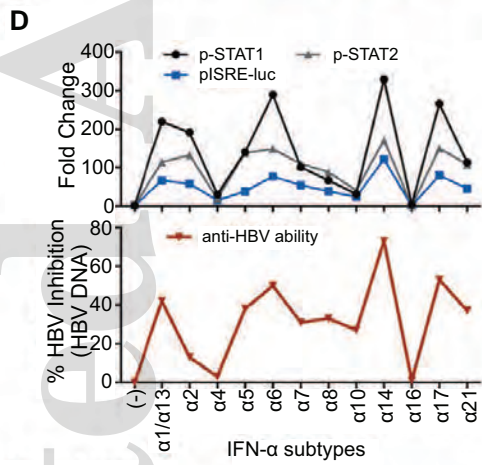 D
p-STAT1
p-STAT2
pISRE-luc
Fold Change
400
300
200
100
0
anti-HBV ability
% HBV Inhibition
(HBV DNA)
80
60
40
20
0
(-)
α1/α13
α2
α4
α5
α6
α7
α8
α10
α14
α16
α17
α21
IFN-α subtypes